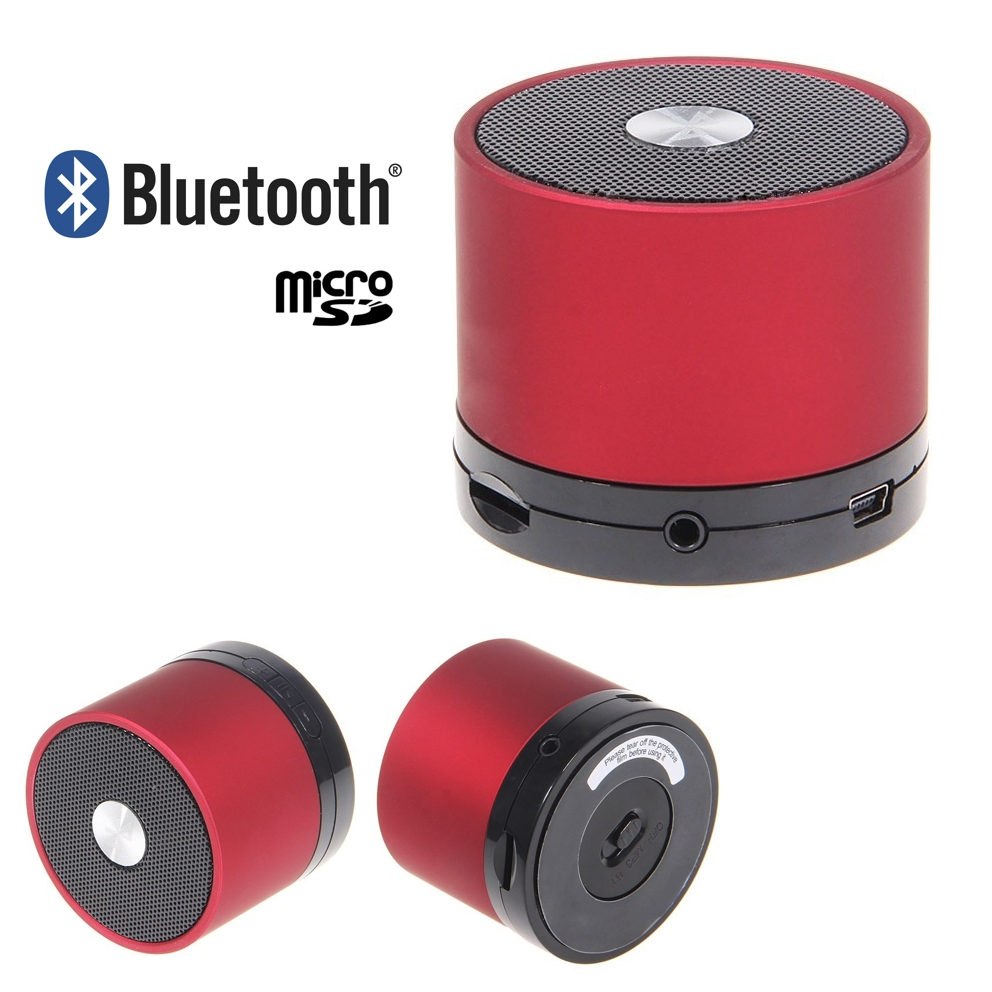 Bluetooth®
micro
SD
Please tear off the protective
film before using it